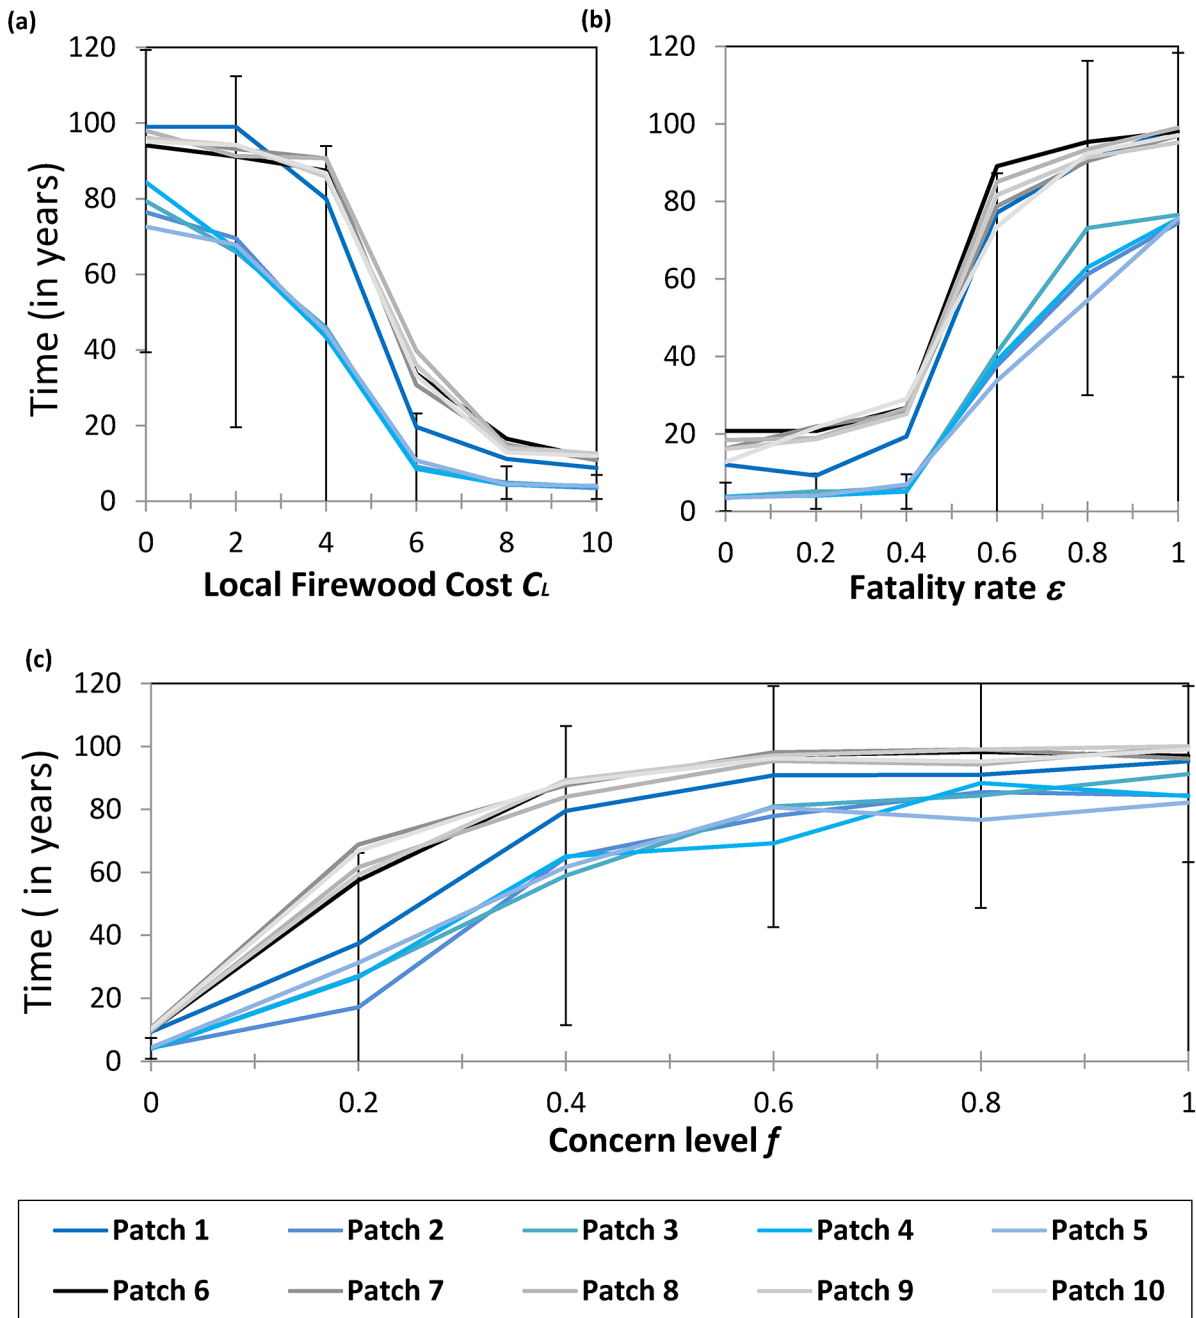 (a)
120
100
80
60
40
20
0
Time (in years)
0 2 4 6 8 10
Local Firewood Cost CL
(b)
120
100
80
60
40
20
0
0 0.2 0.4 0.6 0.8 1
Fatality rate ε
(c)
120
100
80
60
40
20
0
Time ( in years)
0 0.2 0.4 0.6 0.8 1
Concern level f
Patch 1 Patch 2 Patch 3 Patch 4 Patch 5
Patch 6 Patch 7 Patch 8 Patch 9 Patch 10